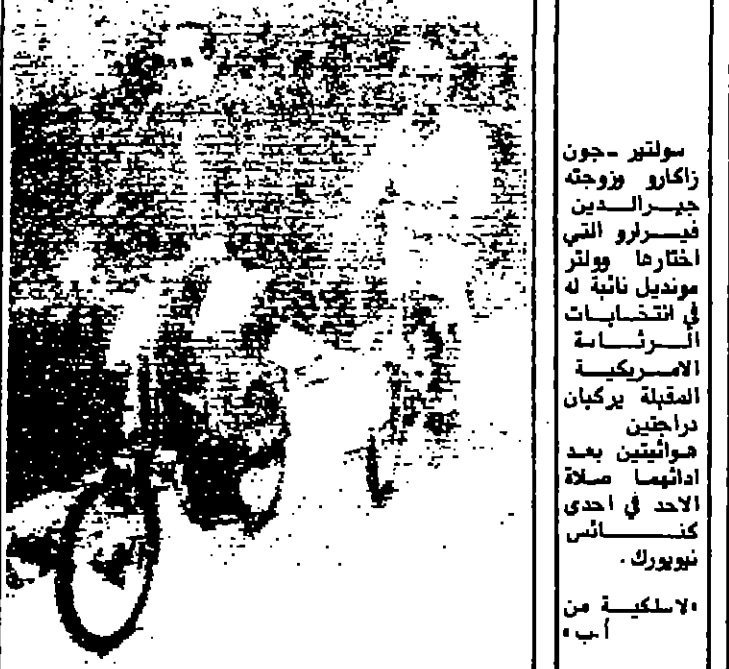 سولتير ـ جون
زاكارو وزوجته
جيرالدين
فيرارو التي
اختارها وولتر
مونديل نائبة له
في انتخابات
الرئاسة
الامريكية
المقبلة يركبان
دراجتين
هوائيتين بعد
ادائهما صلاة
الاحد في احدى
كنائس
نيويورك .
«لاسلكية من
أ.ب»